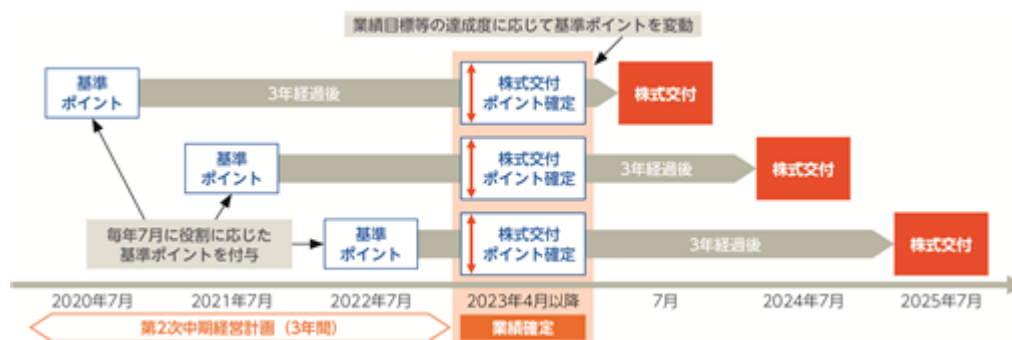 業績目標等の達成度に応じて基準ポイントを変動
基準
ポイント
3年経過後
株式交付
ポイント確定
株式交付
基準
ポイント
株式交付
ポイント確定
3年経過後
株式交付
毎年7月に役割に応じた
基準ポイントを付与
基準
ポイント
株式交付
ポイント確定
3年経過後
株式交付
2020年7月
2021年7月
2022年7月
2023年4月以降
7月
2024年7月
2025年7月
第2次中期経営計画（3年間）
業績確定